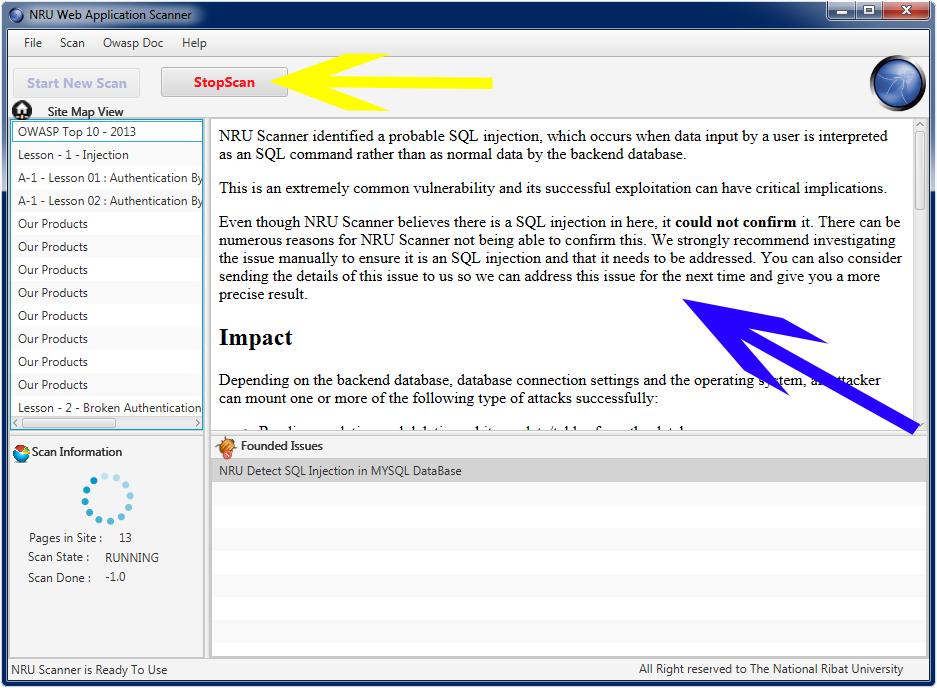 NRU Web Application Scanner
File Scan Owasp Doc Help
Start New Scan StopScan
Site Map View
OWASP Top 10 - 2013
Lesson - 1 - Injection
A-1 - Lesson 01 : Authentication By
A-1 - Lesson 02 : Authentication By
Our Products
Our Products
Our Products
Our Products
Our Products
Our Products
Our Products
Our Products
Lesson - 2 - Broken Authentication
NRU Scanner identified a probable SQL injection, which occurs when data input by a user is interpreted
as an SQL command rather than as normal data by the backend database.
This is an extremely common vulnerability and its successful exploitation can have critical implications.
Even though NRU Scanner believes there is a SQL injection in here, it could not confirm it. There can be
numerous reasons for NRU Scanner not being able to confirm this. We strongly recommend investigating
the issue manually to ensure it is an SQL injection and that it needs to be addressed. You can also consider
sending the details of this issue to us so we can address this issue for the next time and give you a more
precise result.
Impact
Depending on the backend database, database connection settings and the operating system, an attacker
can mount one or more of the following type of attacks successfully:
Scan Information
Pages in Site : 13
Scan State : RUNNING
Scan Done : -1.0
Founded Issues
NRU Detect SQL Injection in MYSQL DataBase
NRU Scanner is Ready To Use
All Right reserved to The National Ribat University